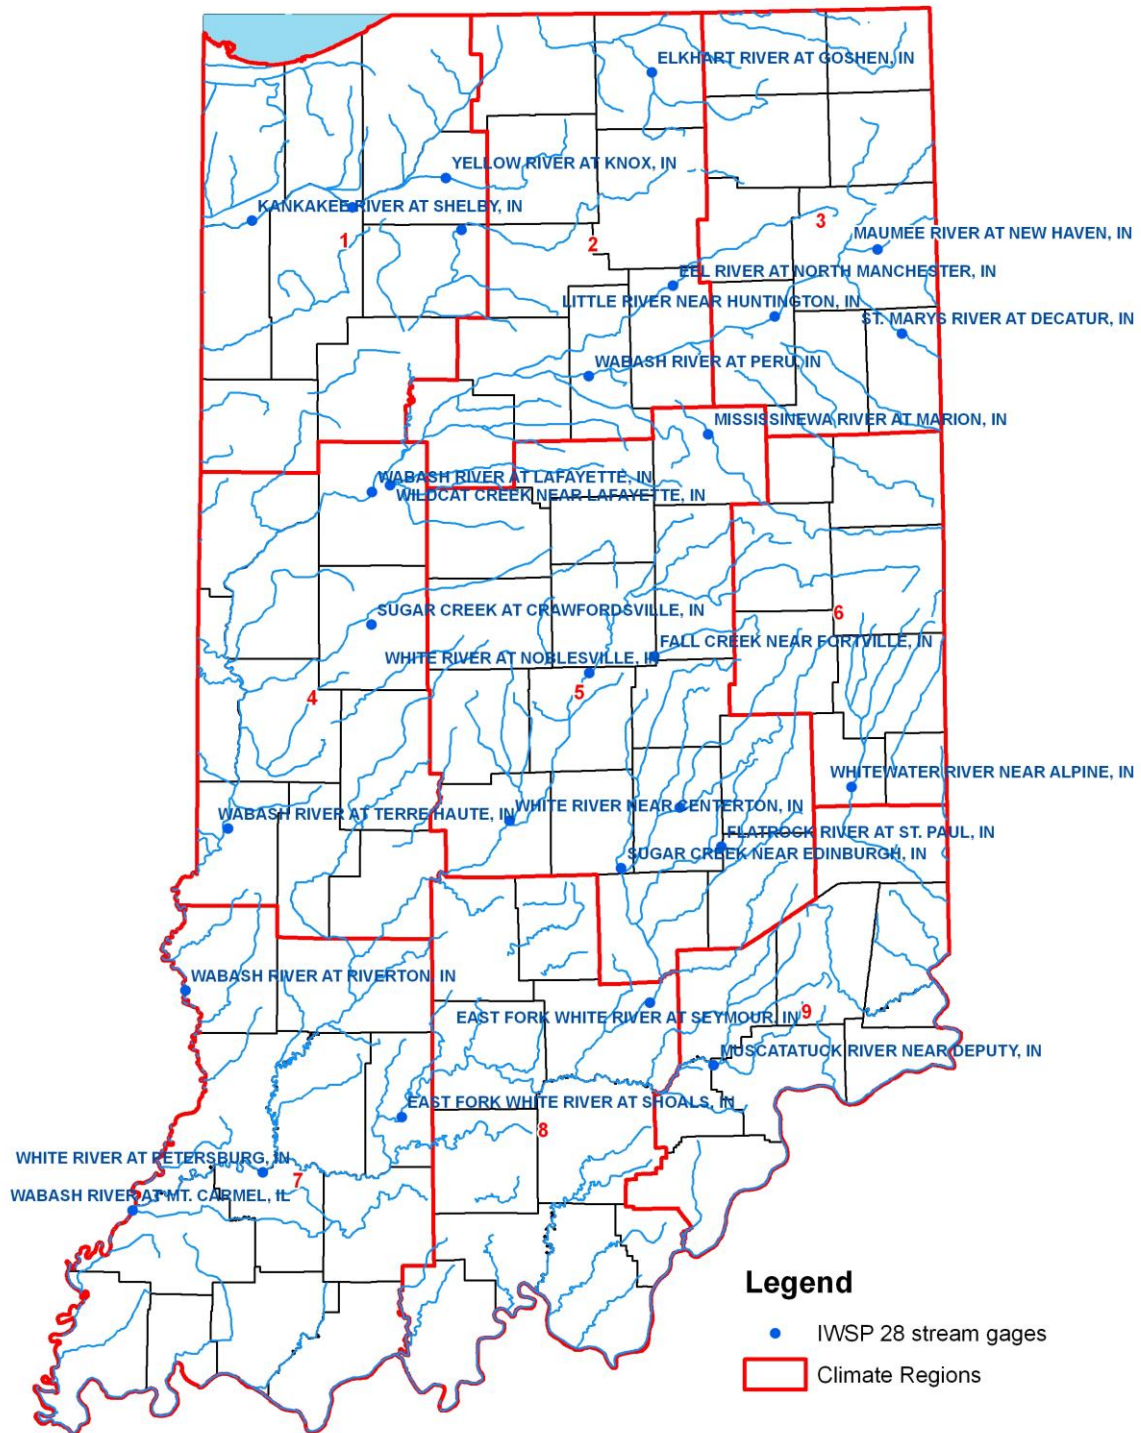 ELKHART RIVER AT GOSHEN, IN
YELLOW RIVER AT KNOX, IN
KANKAKEE RIVER AT SHELBY, IN
1
2
3
MAUMEE RIVER AT NEW HAVEN, IN
EEL RIVER AT NORTH MANCHESTER, IN
LITTLE RIVER NEAR HUNTINGTON, IN
ST. MARYS RIVER AT DECATUR, IN
WABASH RIVER AT PERU, IN
MISSISSINEWA RIVER AT MARION, IN
WABASH RIVER AT LAFAYETTE, IN
WILDCAT CREEK NEAR LAFAYETTE, IN
SUGAR CREEK AT CRAWFORDSVILLE, IN
6
FALL CREEK NEAR FORTVILLE, IN
WHITE RIVER AT NOBLESVILLE, IN
4
5
WHITEWATER RIVER NEAR ALPINE, IN
WABASH RIVER AT TERRE HAUTE, IN
WHITE RIVER NEAR CENTERTON, IN
FLATROCK RIVER AT ST. PAUL, IN
SUGAR CREEK NEAR EDINBURGH, IN
WABASH RIVER AT RIVERTON, IN
EAST FORK WHITE RIVER AT SEYMOUR, IN
9
MUSCATATUCK RIVER NEAR DEPUTY, IN
EAST FORK WHITE RIVER AT SHOALS, IN
8
WHITE RIVER AT PETERSBURG, IN
7
WABASH RIVER AT MT. CARMEL, IL
Legend
IWSP 28 stream gages
Climate Regions